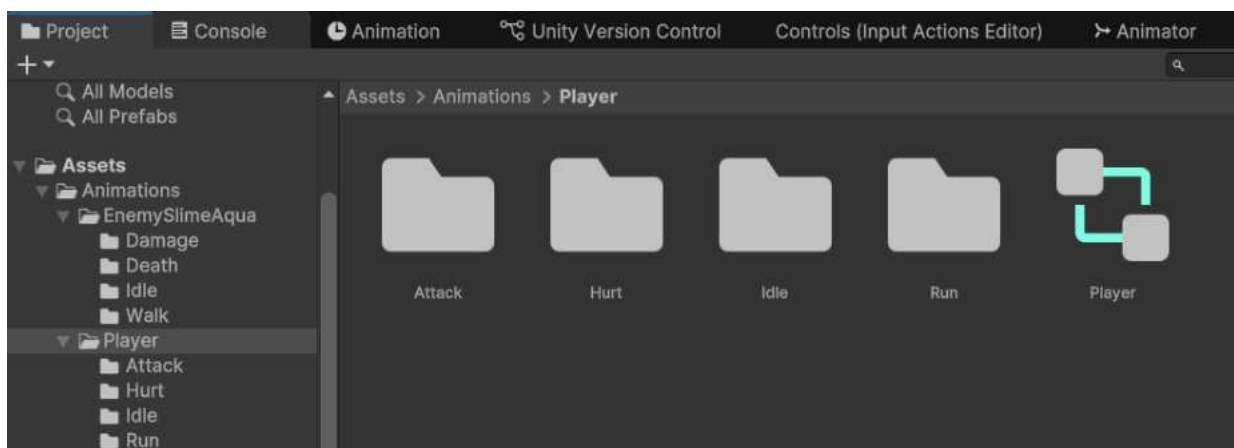 Project Console Animation Unity Version Control Controls (Input Actions Editor) Animator
All Models
All Prefabs
Assets
Animations
EnemySlimeAqua
Damage
Death
Idle
Walk
Player
Attack
Hurt
Idle
Run
Assets > Animations > Player
Attack Hurt Idle Run Player